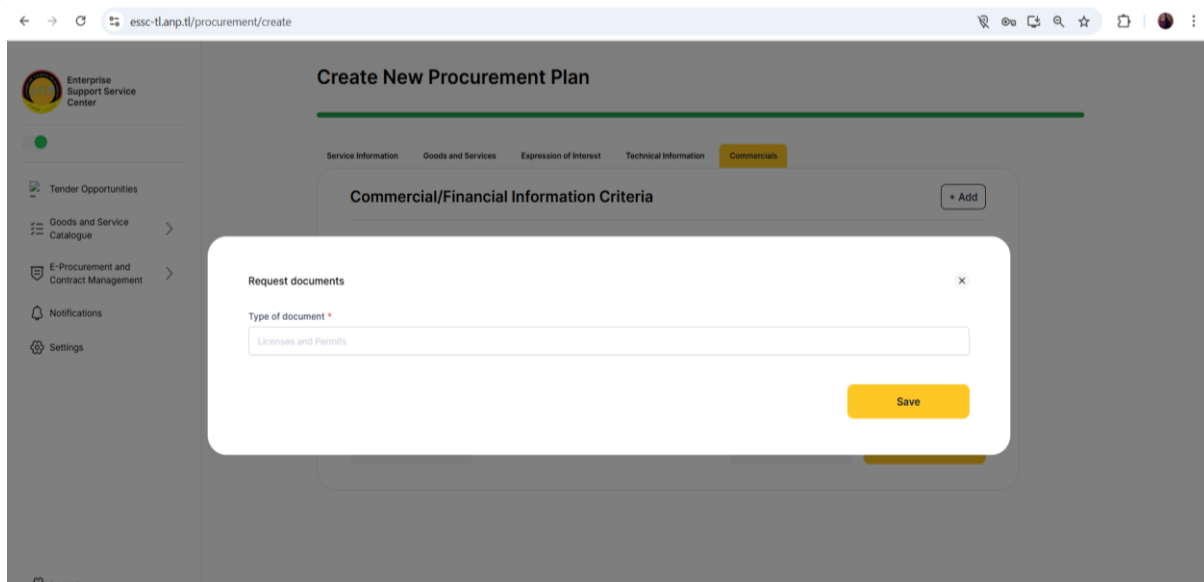 essc-tl.anp.tl/procurement/create
Enterprise
Support Service
Center
Tender Opportunities
Goods and Service
Catalogue
E-Procurement and
Contract Management
Notifications
Settings
Create New Procurement Plan
Service Information Goods and Services Expression of Interest Technical Information Commercials
Commercial/Financial Information Criteria
+ Add
Request documents
Type of document *
Licenses and Permits
Save